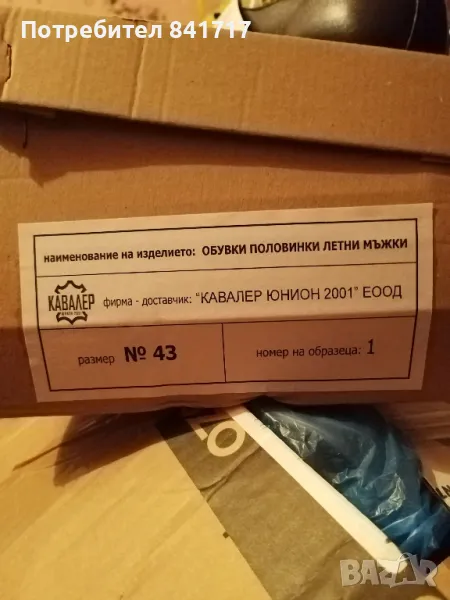 Потребител 841717
наименование на изделието: ОБУВКИ ПОЛОВИНКИ ЛЕТНИ МЪЖКИ
КАВАЛЕР
фирма - доставчик: "КАВАЛЕР ЮНИОН 2001" ЕООД
размер № 43
номер на образеца: 1
BAZAR